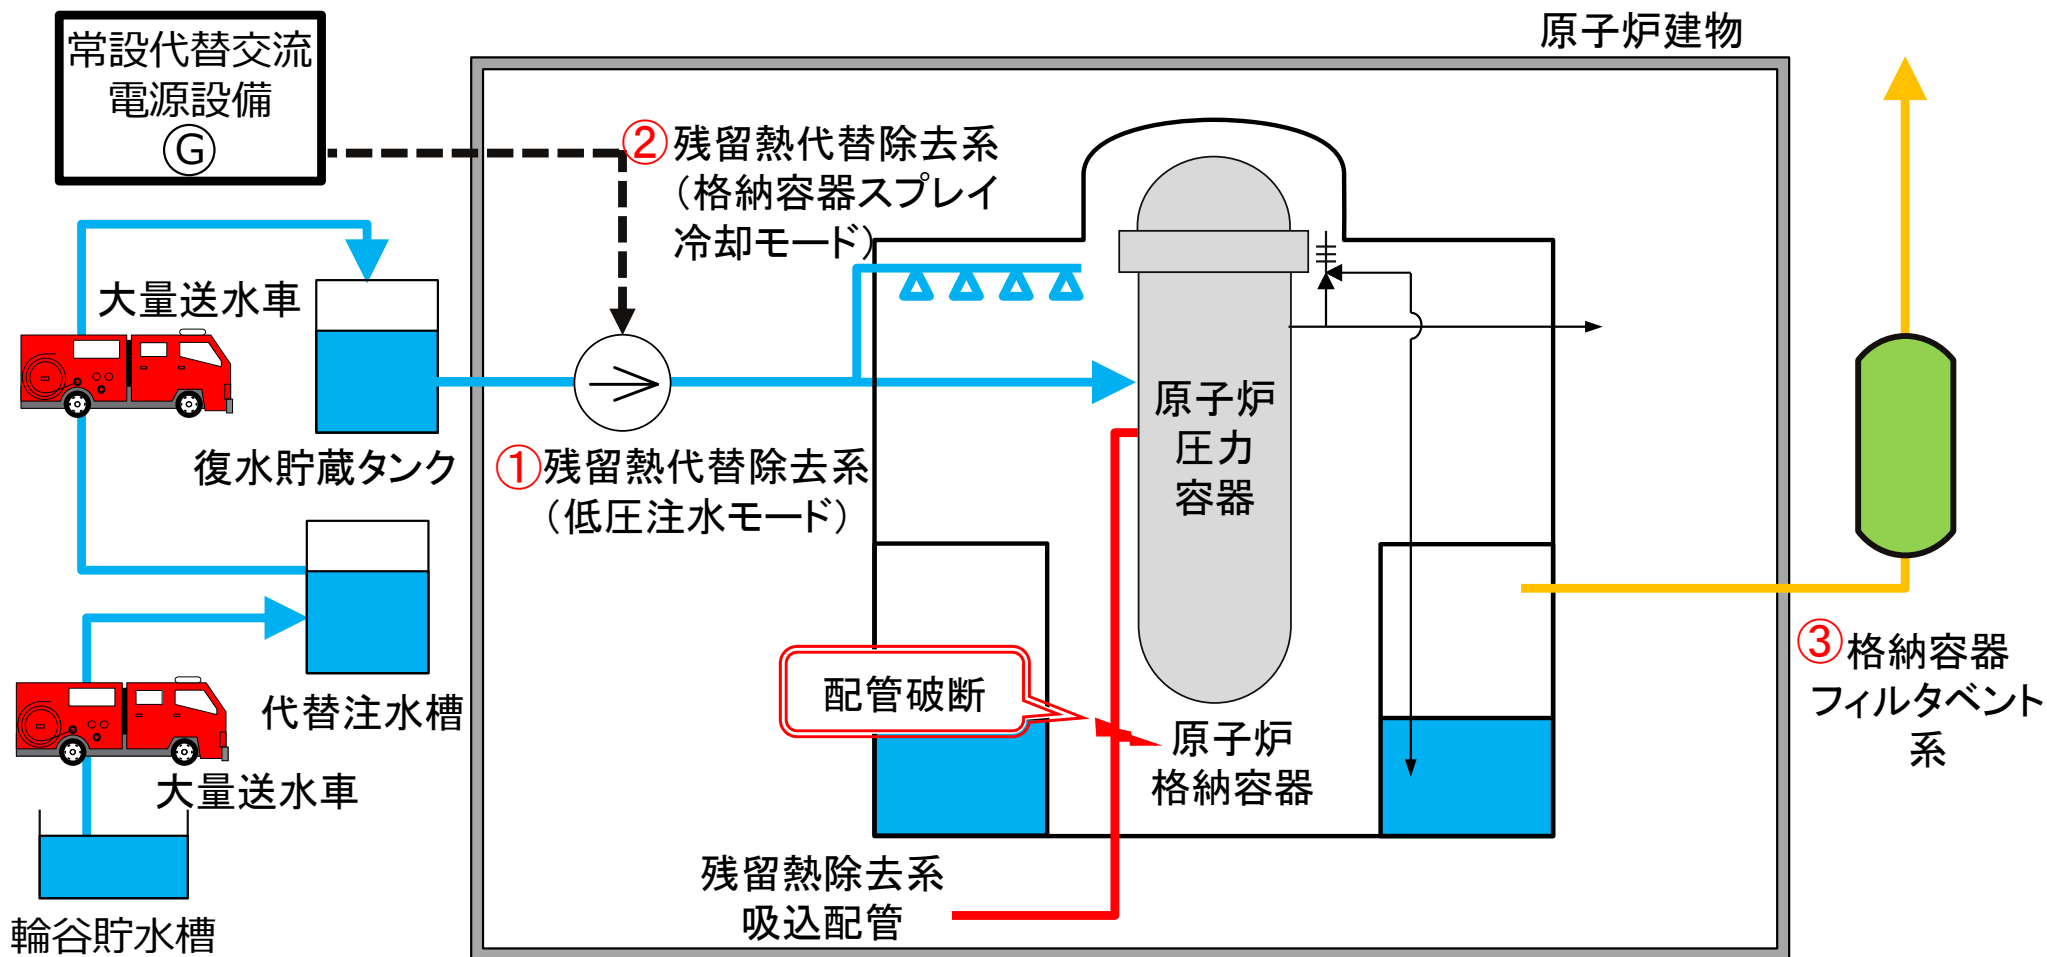 原子炉建物
常設代替交流
電源設備
G
②残留熱代替除去系
（格納容器スプレイ
冷却モード）
大量送水車
復水貯蔵タンク
①残留熱代替除去系
（低圧注水モード）
原子炉
圧力
容器
代替注水槽
大量送水車
輪谷貯水槽
配管破断
原子炉
格納容器
残留熱除去系
吸込配管
③格納容器
フィルタベント
系